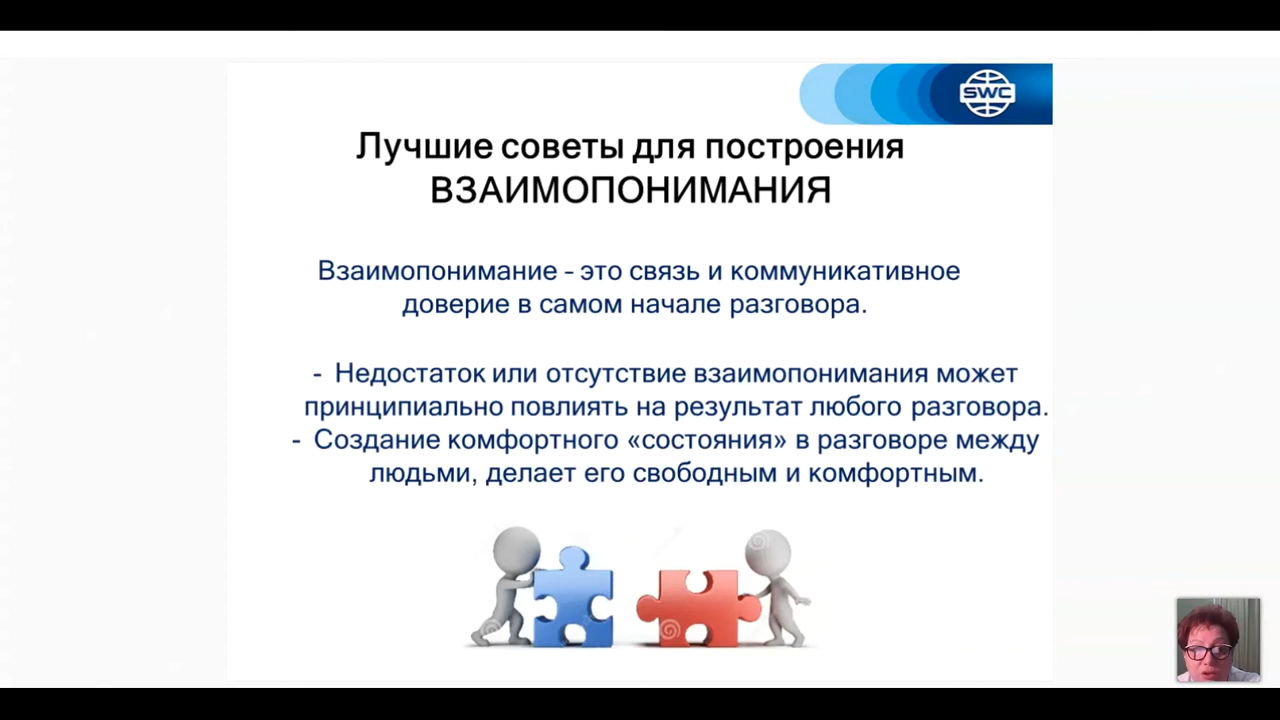 SWC
Лучшие советы для построения
ВЗАИМОПОНИМАНИЯ
Взаимопонимание - это связь и коммуникативное
доверие в самом начале разговора.
- Недостаток или отсутствие взаимопонимания может
принципиально повлиять на результат любого разговора.
- Создание комфортного «состояния» в разговоре между
людьми, делает его свободным и комфортным.